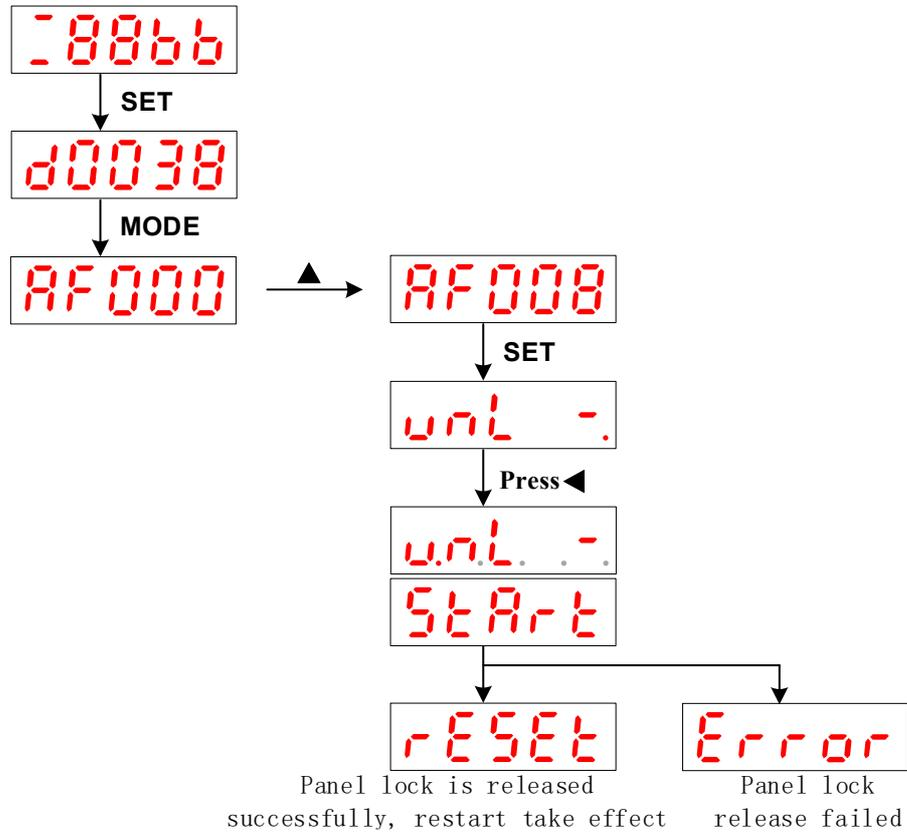 88bb
SET
d0038
MODE
AF000
AF008
SET
unL -.
Press
u.nL. . -.
StArt
rESEt
Error
Panel lock is released
successfully, restart take effect
Panel lock
release failed